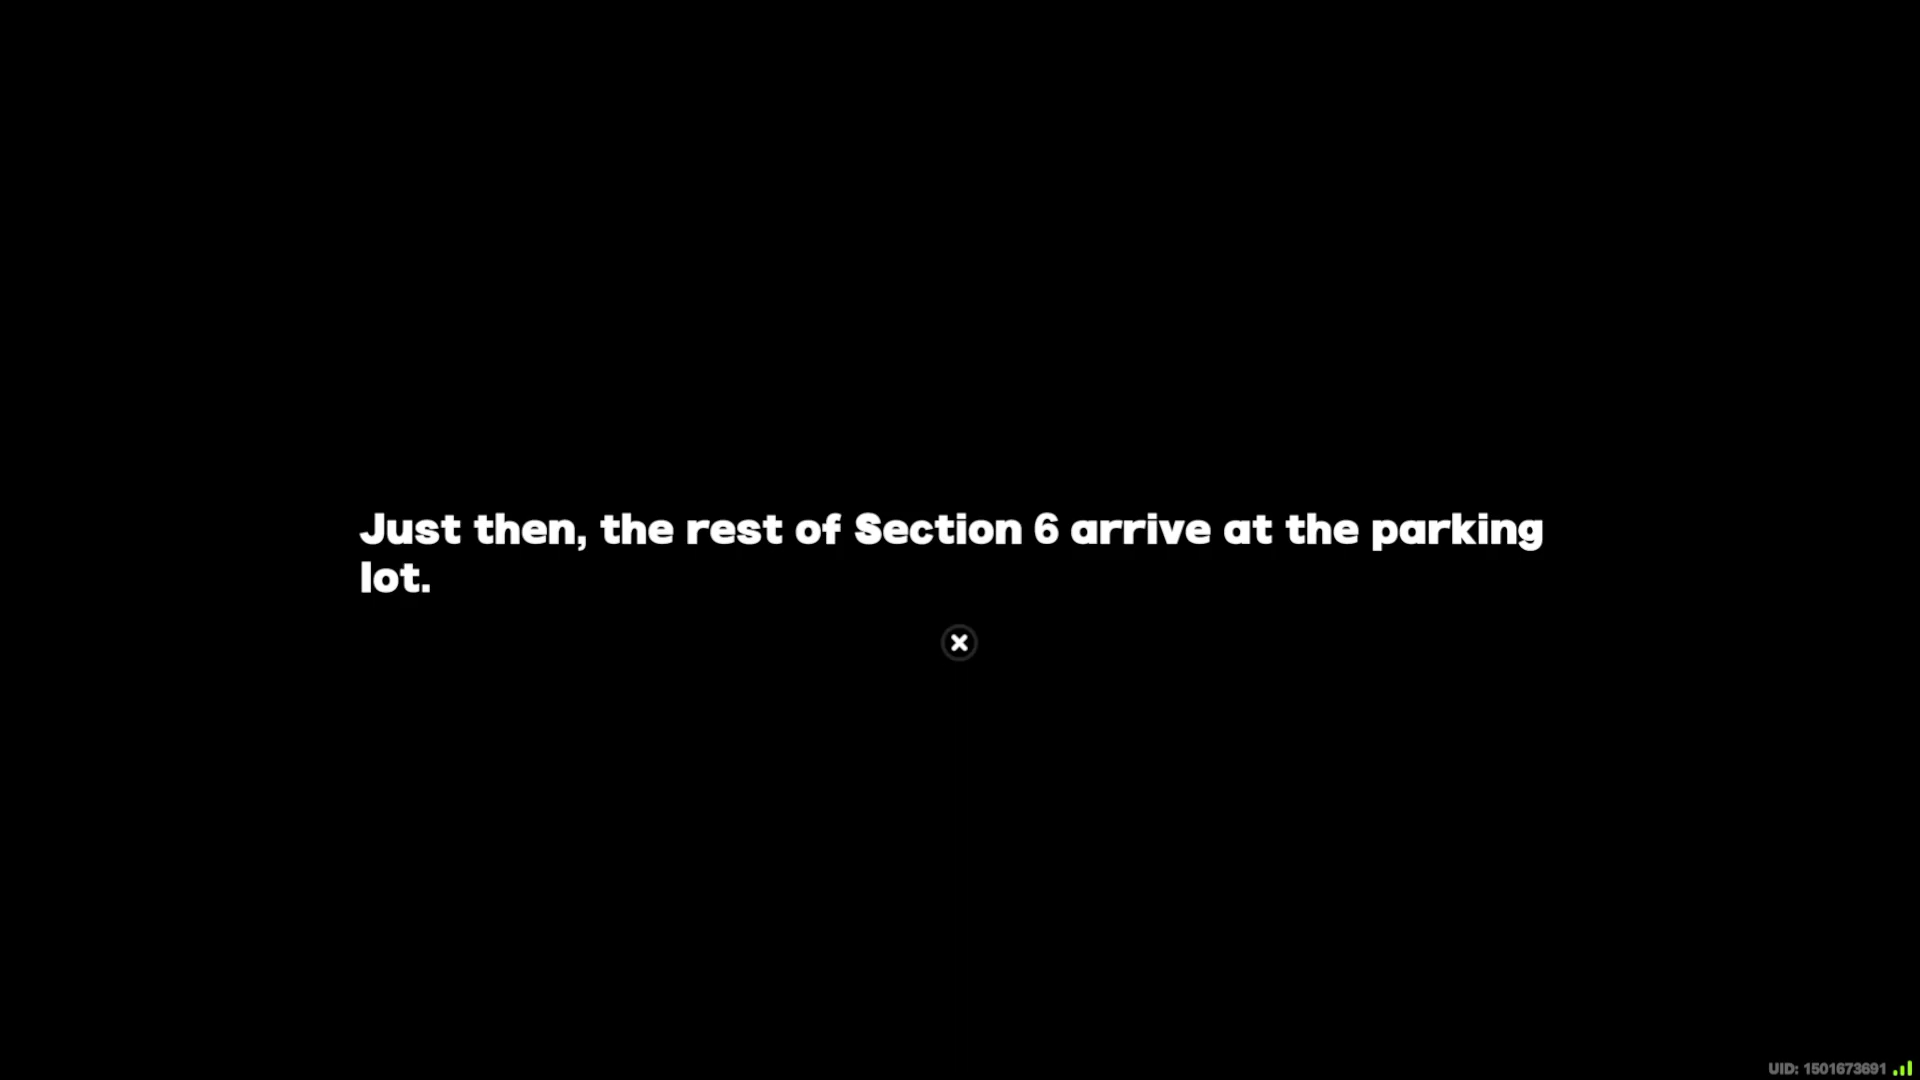 Just then, the rest of Section 6 arrive at the parking
lot.
UID: 1501673691